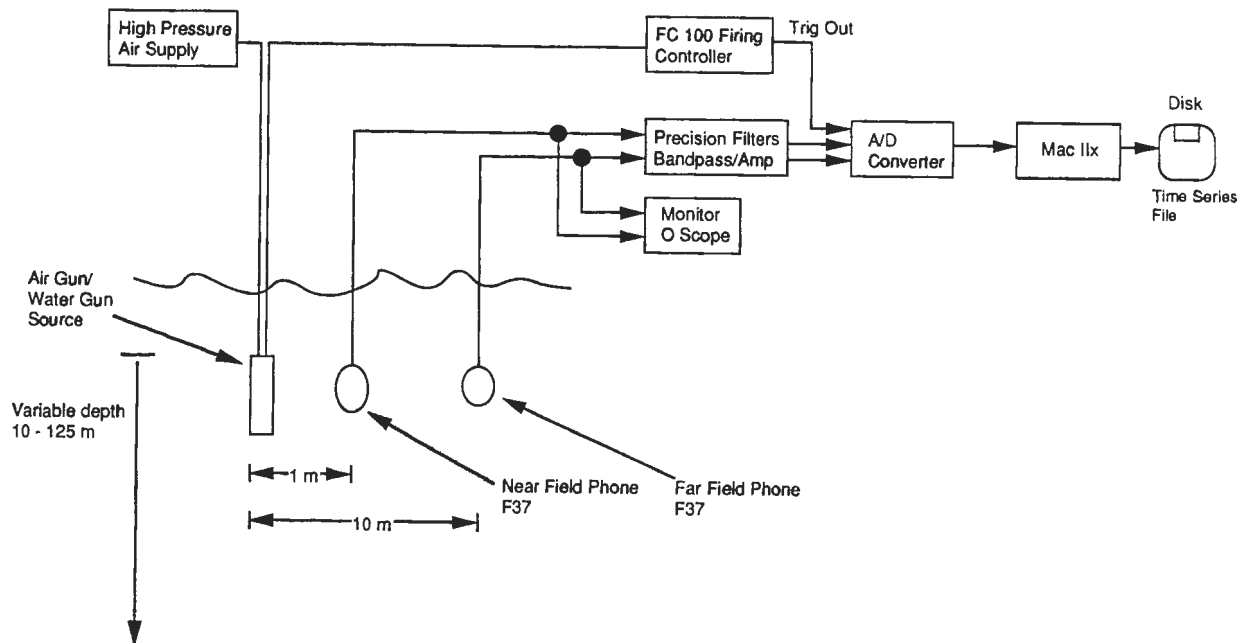 High Pressure
Air Supply
FC 100 Firing
Controller
Trig Out
Precision Filters
Bandpass/Amp
A/D
Converter
Mac IIx
Disk
Time Series
File
Monitor
O Scope
Air Gun/
Water Gun
Source
Variable depth
10 - 125 m
1 m
10 m
Near Field Phone
F37
Far Field Phone
F37